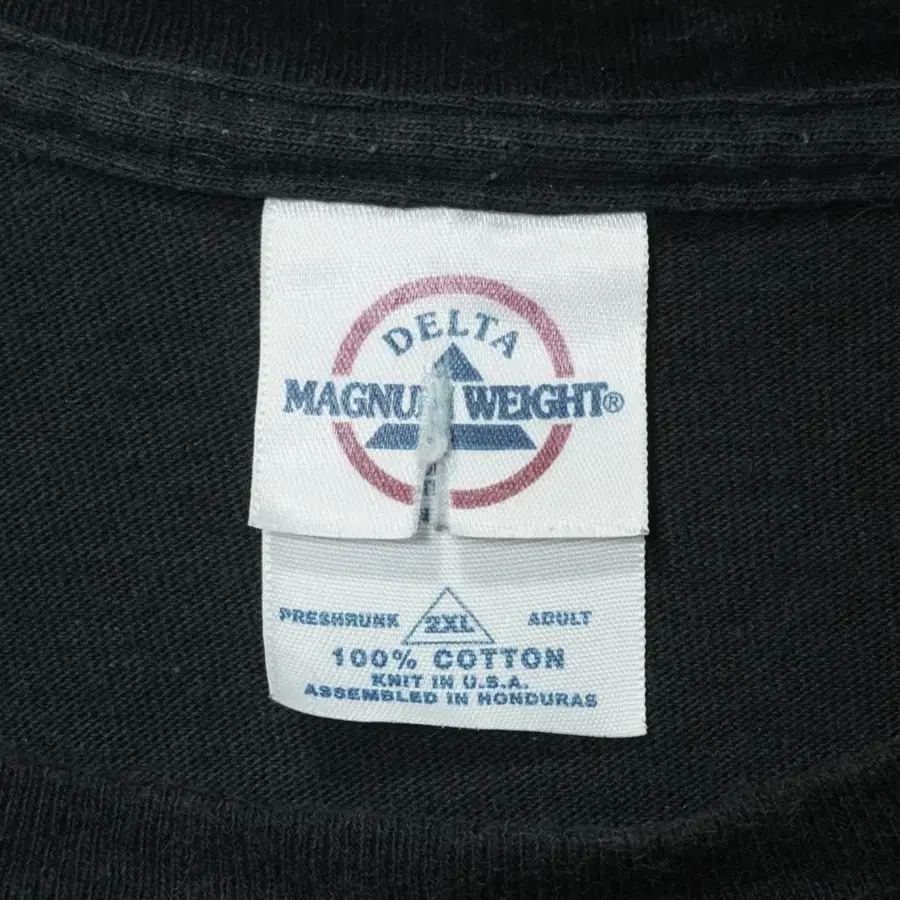 DELTA
MAGNUM WEIGHT®
PRESHRUNK 2XL ADULT
100% COTTON
KNIT IN U.S.A.
ASSEMBLED IN HONDURAS